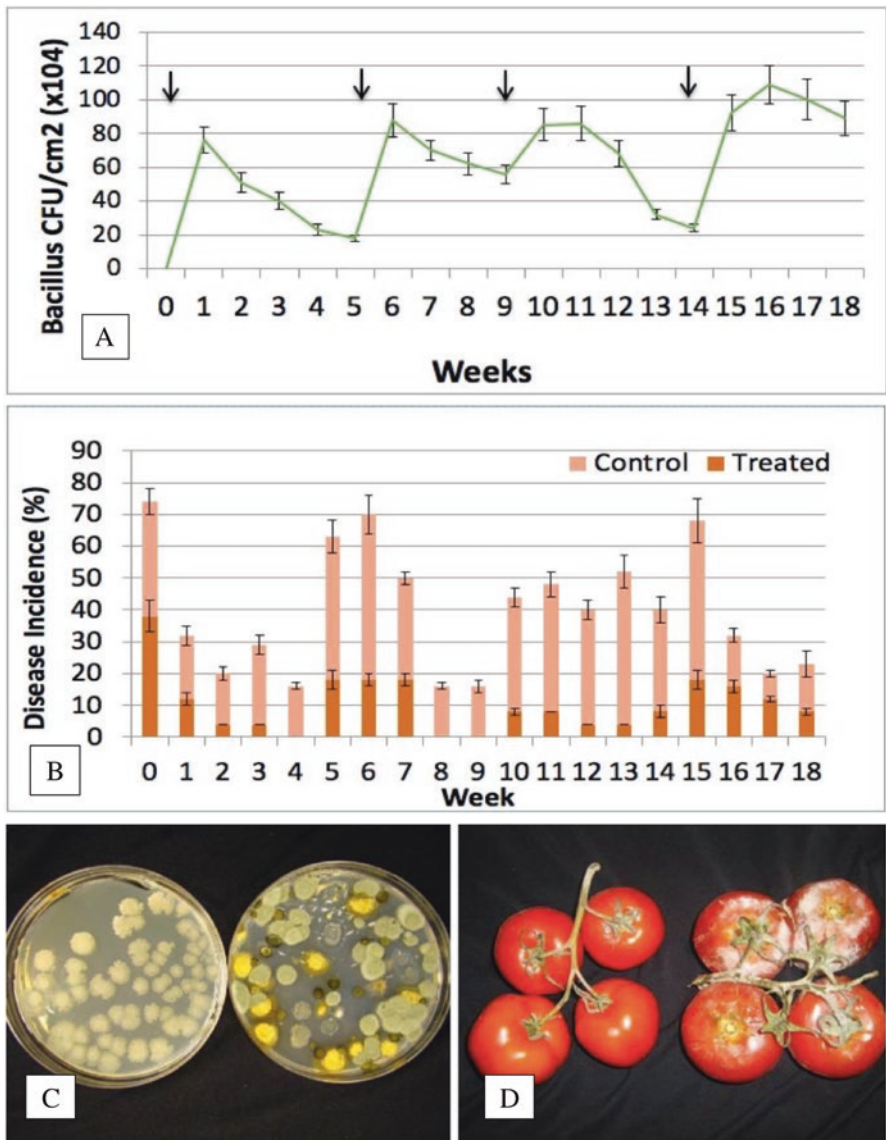 140
120
100
80
60
40
20
0
Bacillus CFU/cm2 (x104)
0 1 2 3 4 5 6 7 8 9 10 11 12 13 14 15 16 17 18
A
Weeks
90
80
70
60
50
40
30
20
10
0
Disease Incidence (%)
Control Treated
0 1 2 3 4 5 6 7 8 9 10 11 12 13 14 15 16 17 18
B
Week
C
D